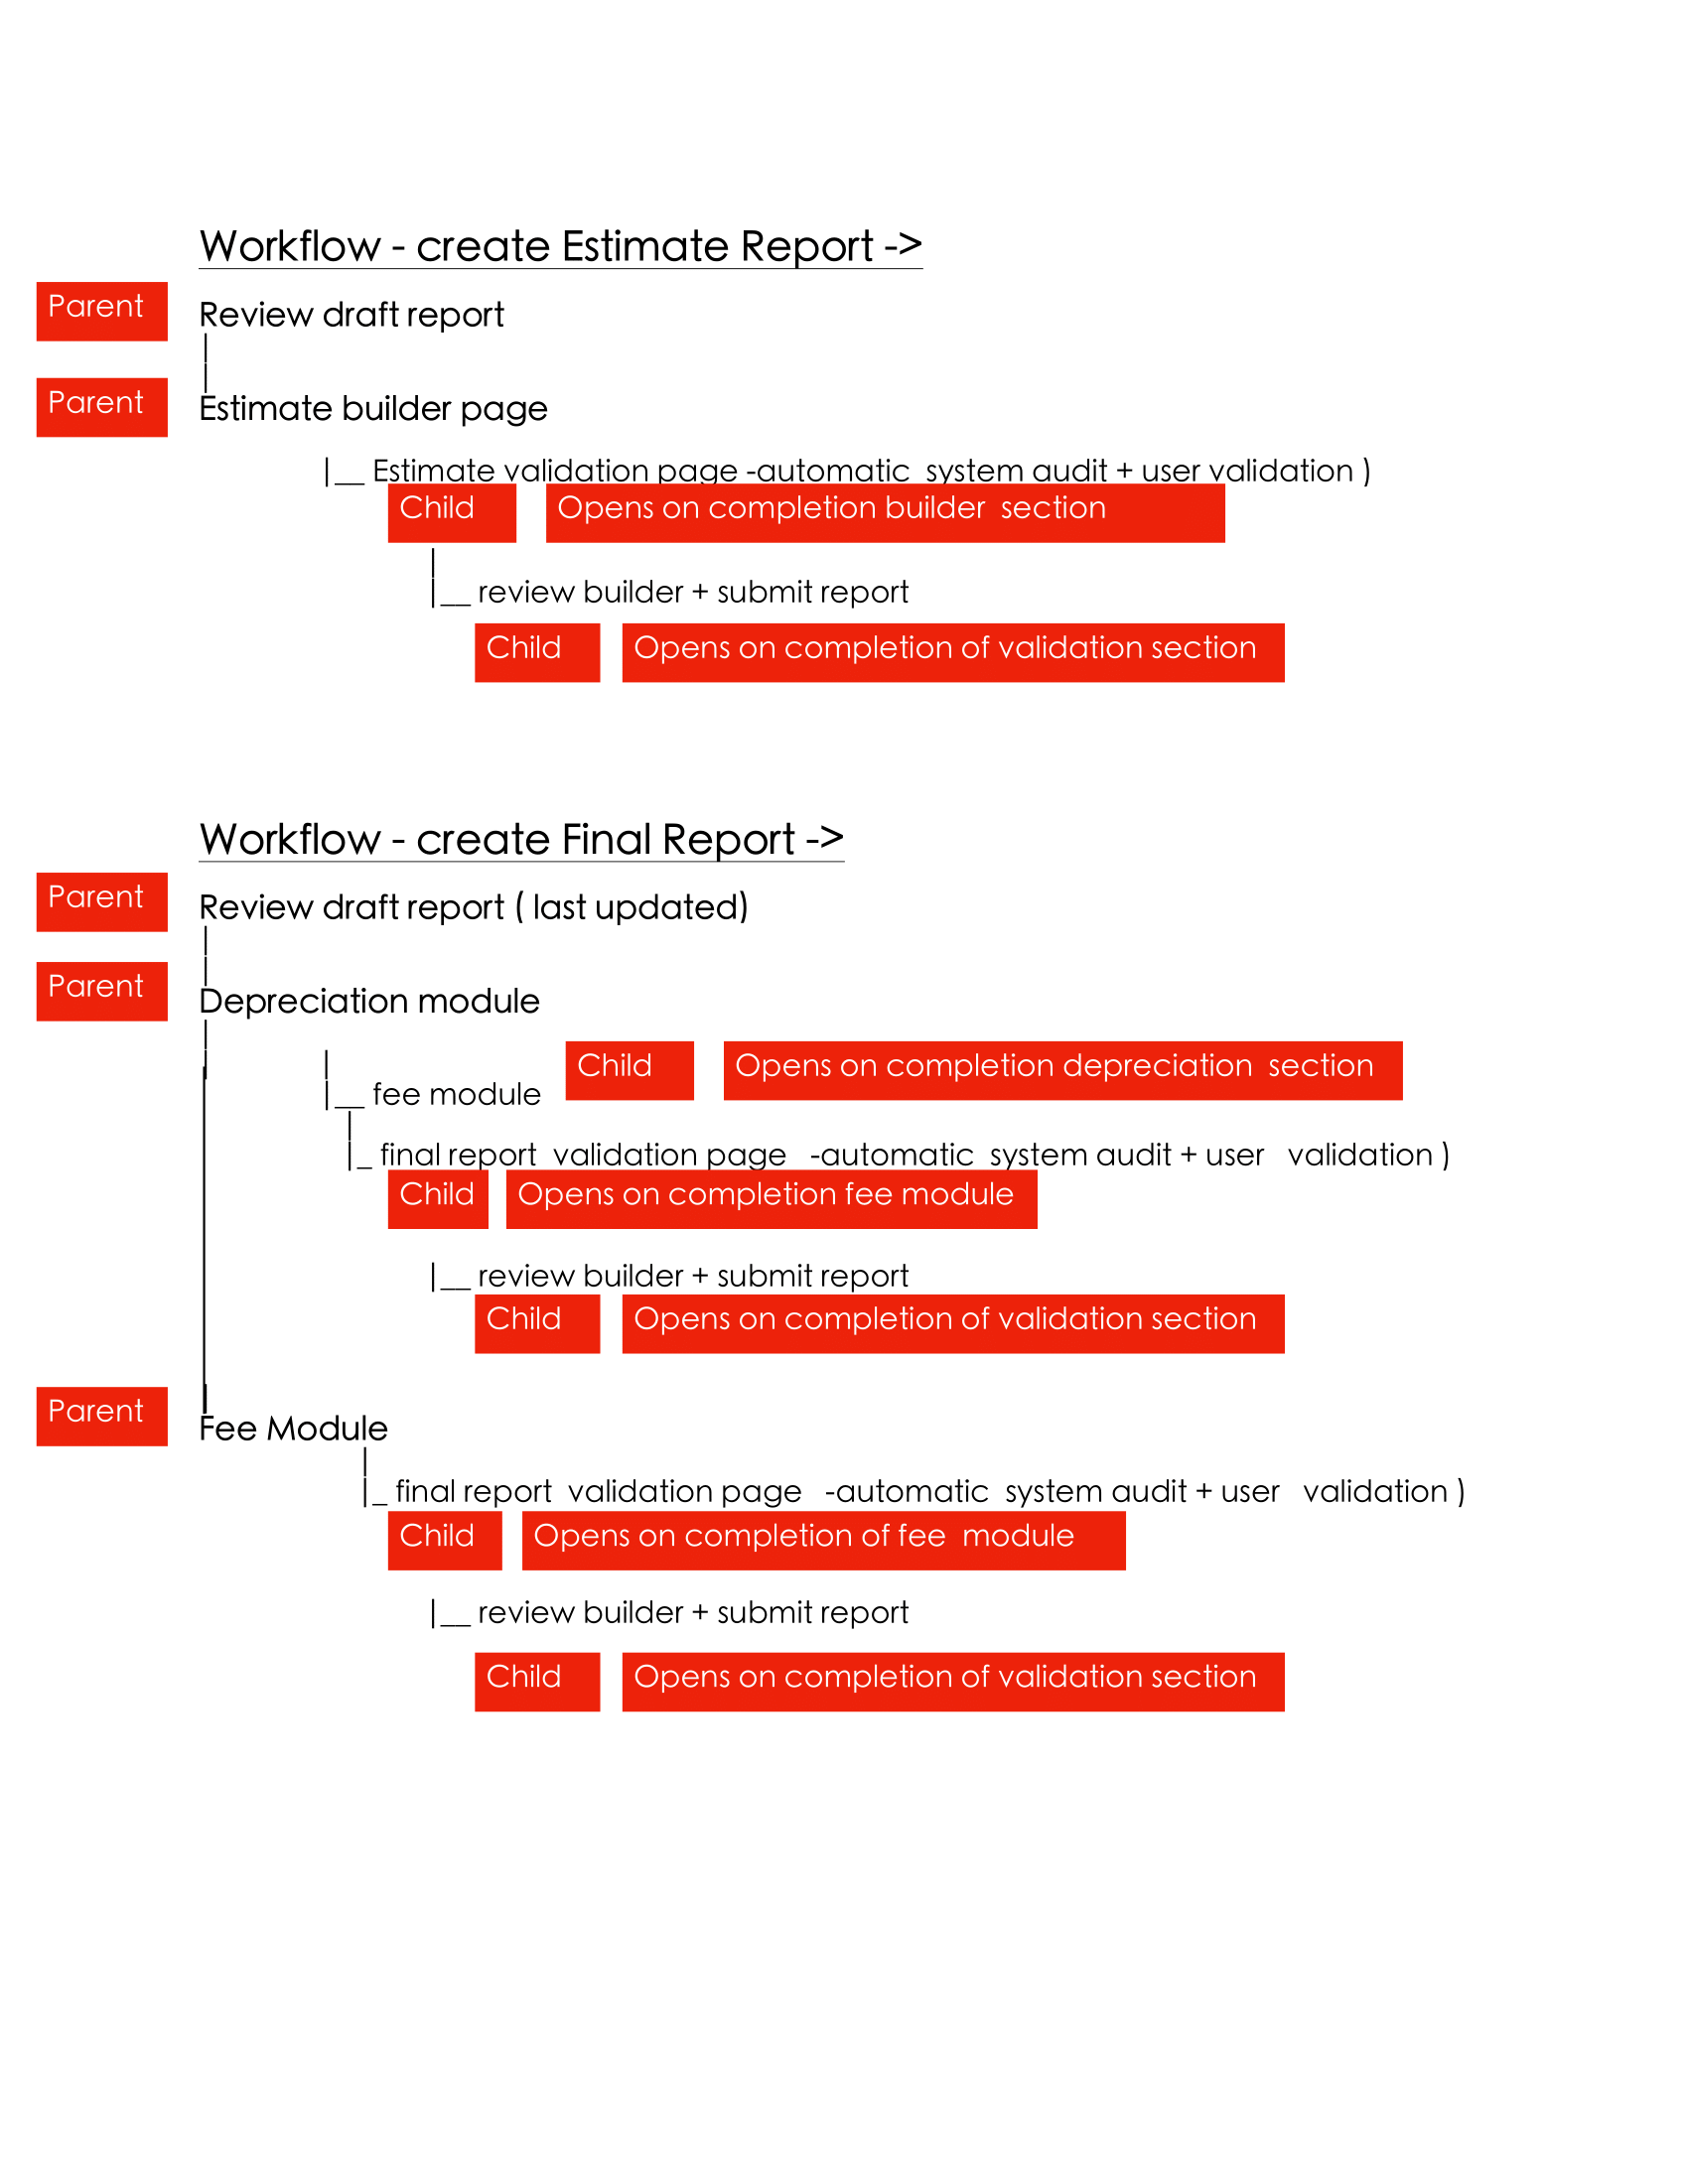 Workflow - create Estimate Report ->
Parent
Review draft report
|
|
Parent
Estimate builder page
|__ Estimate validation page -automatic system audit + user validation )
Child Opens on completion builder section
|
|__ review builder + submit report
Child Opens on completion of validation section
Workflow - create Final Report ->
Parent
Review draft report ( last updated)
|
|
Parent
Depreciation module
|
| | Child Opens on completion depreciation section
|__ fee module
|
|_ final report validation page -automatic system audit + user validation )
Child Opens on completion fee module
|__ review builder + submit report
Child Opens on completion of validation section
|
Parent
Fee Module
|
|_ final report validation page -automatic system audit + user validation )
Child Opens on completion of fee module
|__ review builder + submit report
Child Opens on completion of validation section